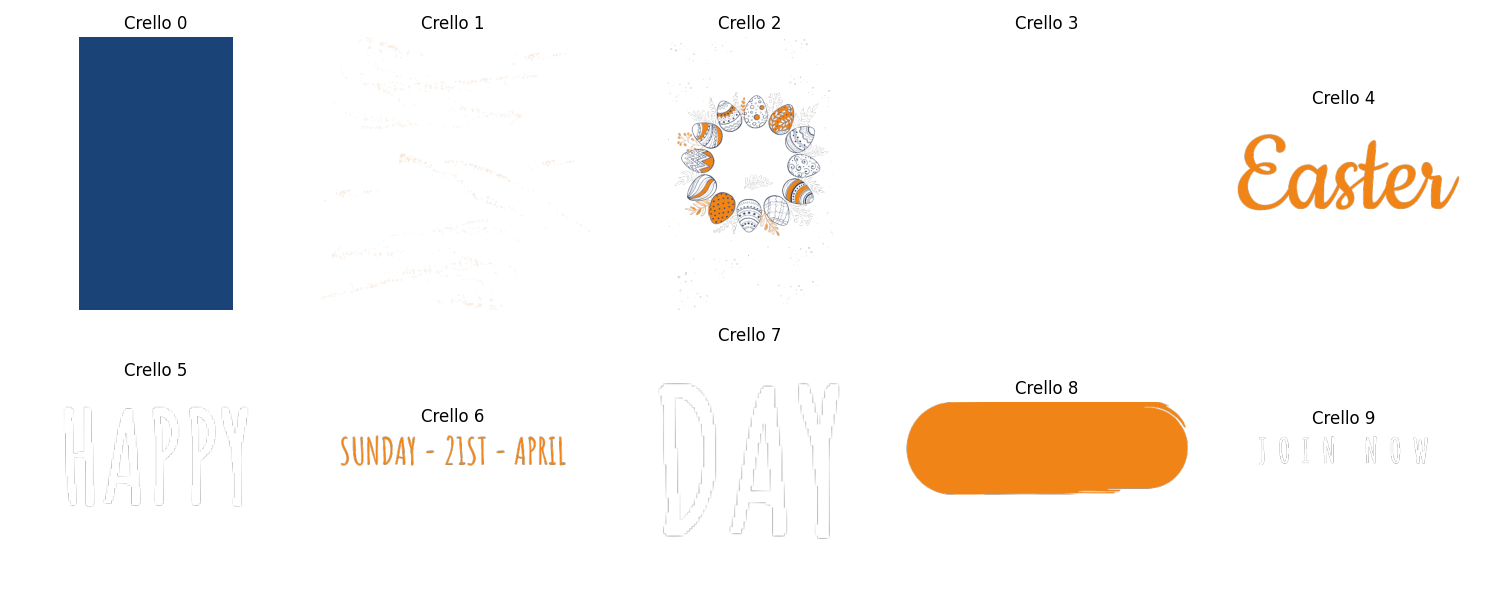 Crello 0
Crello 1
Crello 2
Crello 3
Crello 4
Easter
Crello 5
HAPPY
Crello 6
SUNDAY - 21ST - APRIL
Crello 7
DAY
Crello 8
Crello 9
JOIN NOW